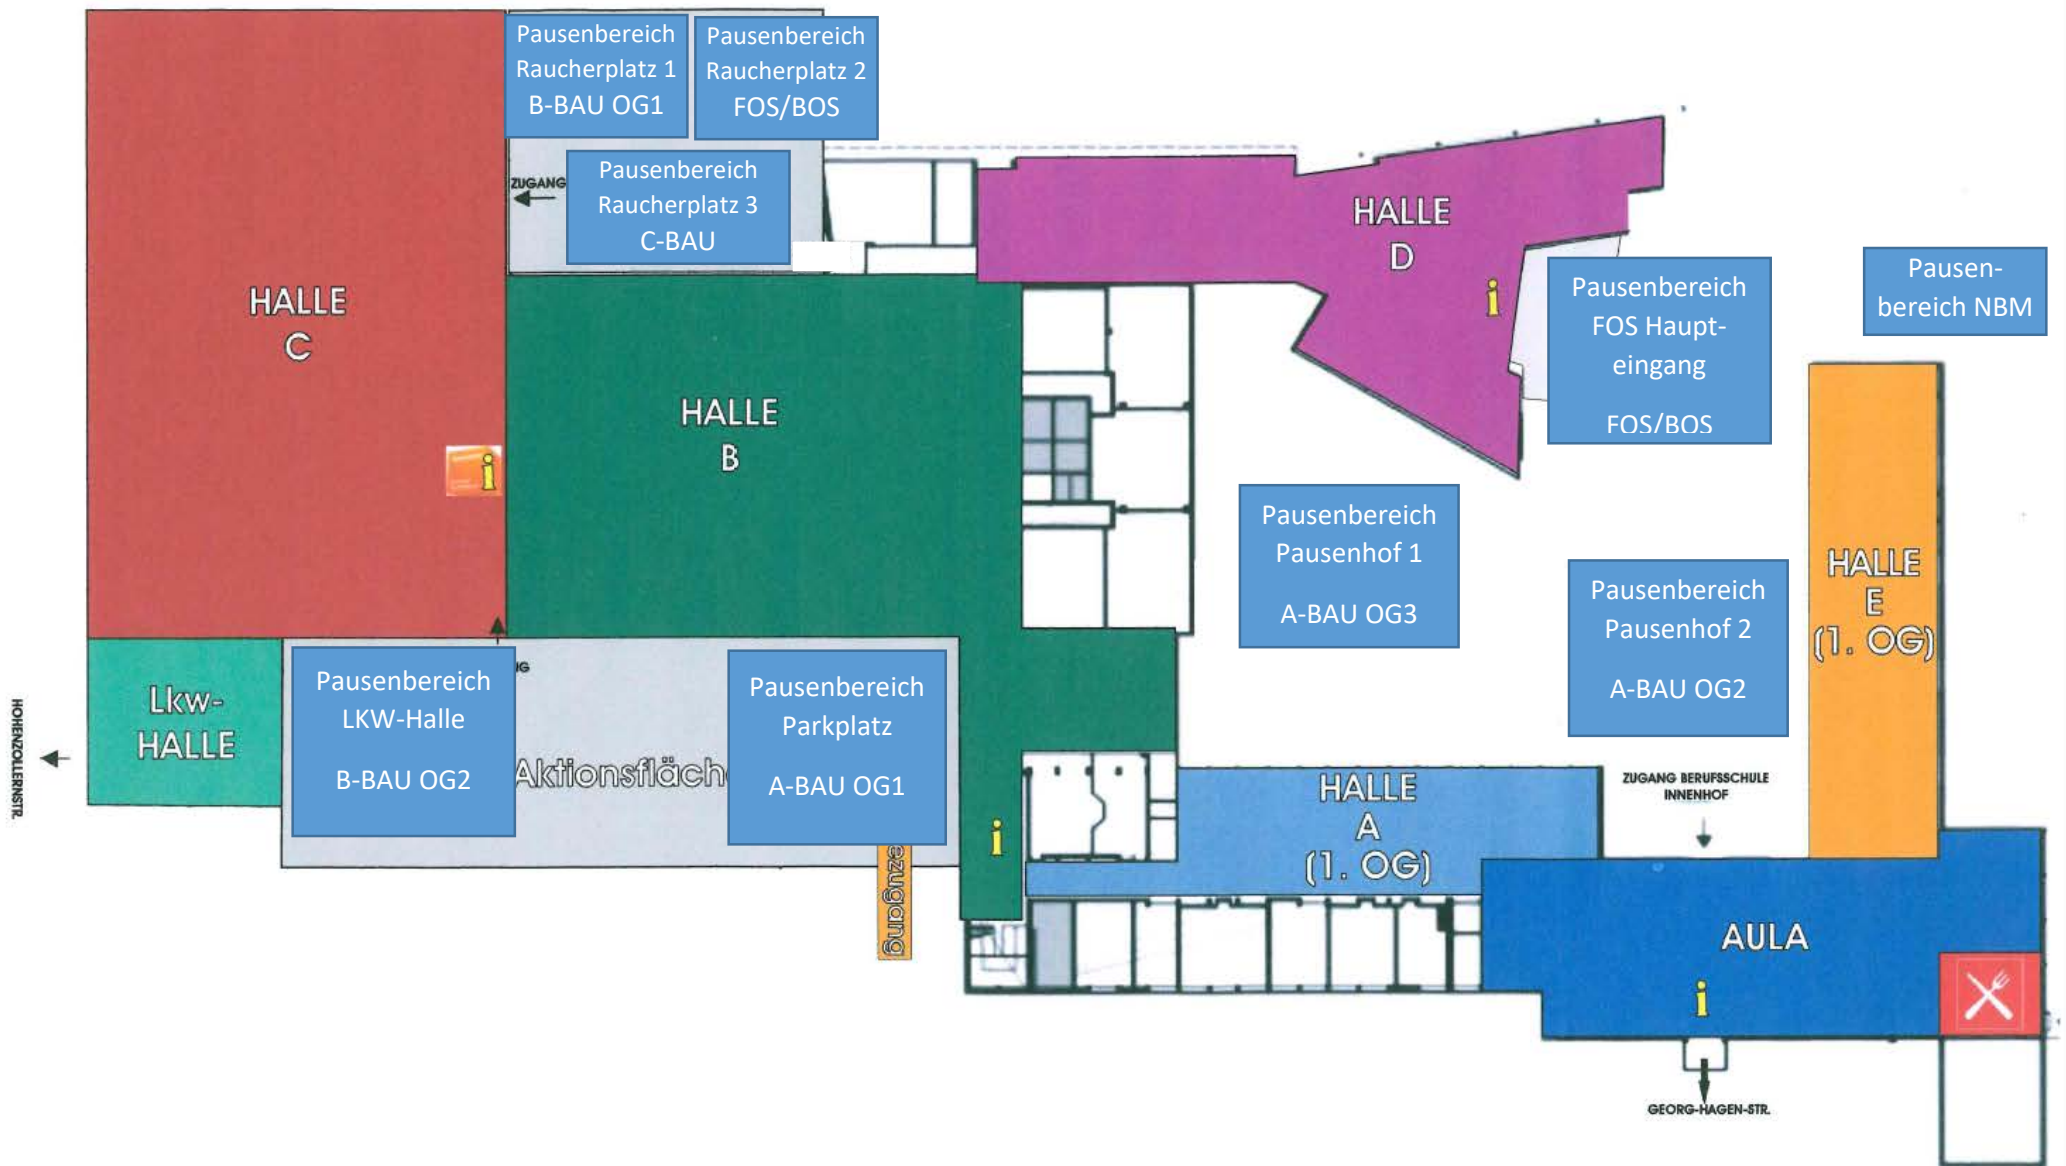 Pausenbereich
Raucherplatz 1
B-BAU OG1
Pausenbereich
Raucherplatz 2
FOS/BOS
ZUGANG
Pausenbereich
Raucherplatz 3
C-BAU
HALLE
D
HALLE
C
Pausenbereich
FOS Haupt-
eingang
FOS/BOS
Pausen-
bereich NBM
HALLE
B
Pausenbereich
Pausenhof 1
A-BAU OG3
Pausenbereich
Pausenhof 2
A-BAU OG2
HALLE
E
(1. OG)
HOHENZOLLERNSTR.
Lkw-
HALLE
Pausenbereich
LKW-Halle
B-BAU OG2
NG
Aktionsfläch
Pausenbereich
Parkplatz
A-BAU OG1
ezugang
HALLE
A
(1. OG)
ZUGANG BERUFSSCHULE
INNENHOF
AULA
GEORG-HAGEN-STR.